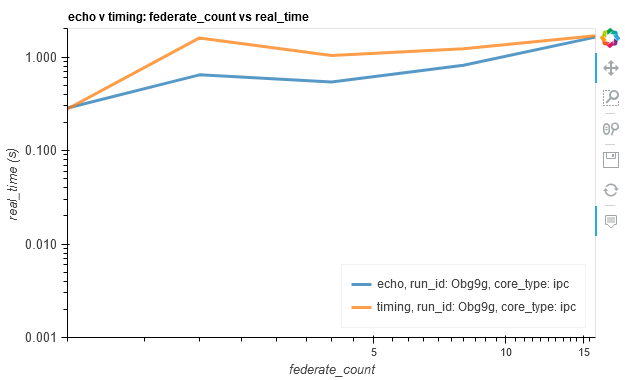 echo v timing: federate_count vs real_time
1.000
0.100
0.010
0.001
real_time (s)
echo, run_id: Obg9g, core_type: ipc
timing, run_id: Obg9g, core_type: ipc
5
10
15
federate_count